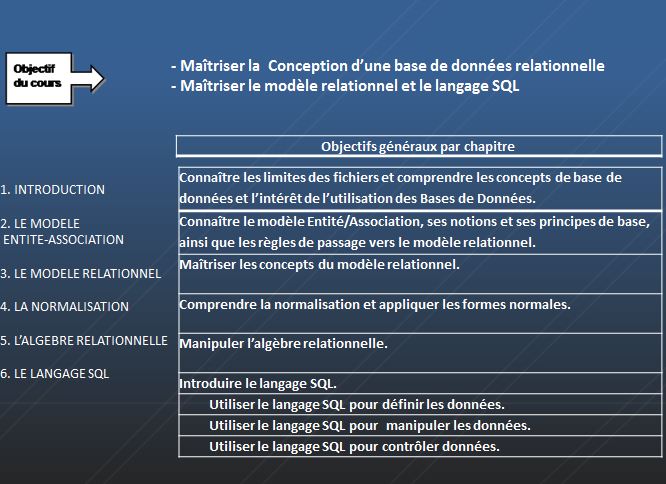 Objectif
du cours
- Maîtriser la Conception d'une base de données relationnelle
- Maîtriser le modèle relationnel et le langage SQL
Objectifs généraux par chapitre
1. INTRODUCTION
Connaître les limites des fichiers et comprendre les concepts de base de
données et l'intérêt de l'utilisation des Bases de Données.
2. LE MODELE
ENTITE-ASSOCIATION
Connaître le modèle Entité/Association, ses notions et ses principes de base,
ainsi que les règles de passage vers le modèle relationnel.
3. LE MODELE RELATIONNEL
Maîtriser les concepts du modèle relationnel.
4. LA NORMALISATION
Comprendre la normalisation et appliquer les formes normales.
5. L'ALGEBRE RELATIONNELLE
Manipuler l'algèbre relationnelle.
6. LE LANGAGE SQL
Introduire le langage SQL.
Utiliser le langage SQL pour définir les données.
Utiliser le langage SQL pour manipuler les données.
Utiliser le langage SQL pour contrôler données.